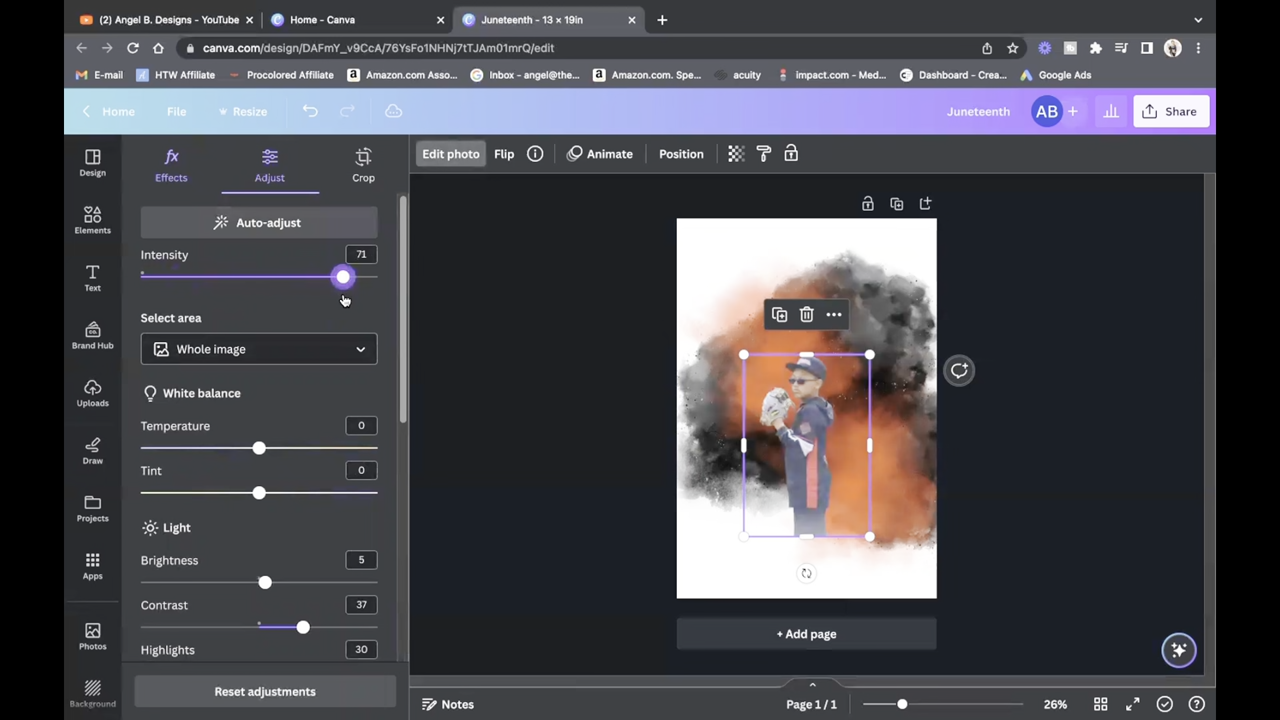 (2) Angel B. Designs - YouTube
Home - Canva
Juneteenth - 13 × 19in
canva.com/design/DAFmY_v9CcA/76YsFo1NHNj7tTJAm01mrQ/edit
E-mail
HTW Affiliate
Procolored Affiliate
Amazon.com Asso...
Inbox - angel@the...
Amazon.com. Spe...
acuity
impact.com - Med...
Dashboard - Crea...
Google Ads
Home
File
Resize
Juneteenth
AB
+
Share
Design
Elements
Text
Brand Hub
Uploads
Draw
Projects
Apps
Photos
Background
fx
Effects
Adjust
Crop
Auto-adjust
Intensity 71
Select area
Whole image
White balance
Temperature 0
Tint 0
Light
Brightness 5
Contrast 37
Highlights 30
Reset adjustments
Edit photo
Flip
Animate
Position
+ Add page
Notes
Page 1 / 1
26%